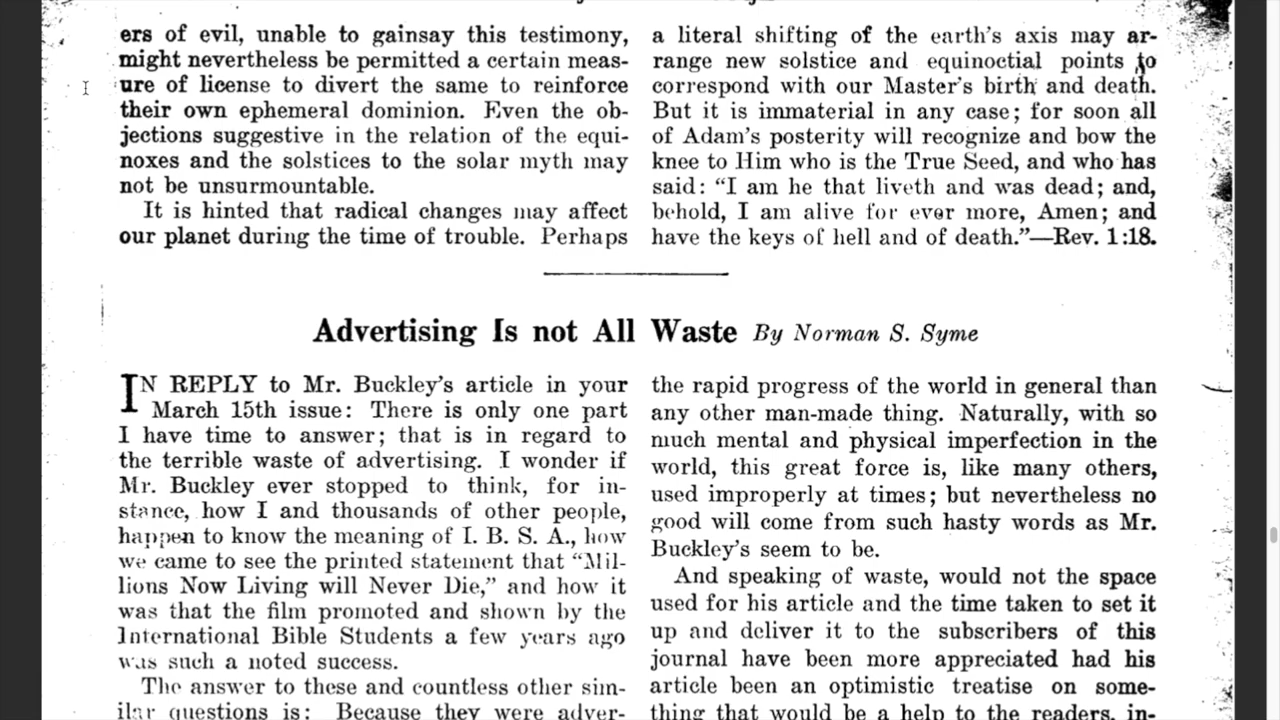 ers of evil, unable to gainsay this testimony,
might nevertheless be permitted a certain meas-
ure of license to divert the same to reinforce
their own ephemeral dominion. Even the ob-
jections suggestive in the relation of the equi-
noxes and the solstices to the solar myth may
not be unsurmountable.
It is hinted that radical changes may affect
our planet during the time of trouble. Perhaps
a literal shifting of the earth's axis may ar-
range new solstice and equinoctial points to
correspond with our Master's birth and death.
But it is immaterial in any case; for soon all
of Adam's posterity will recognize and bow the
knee to Him who is the True Seed, and who has
said: "I am he that liveth and was dead; and,
behold, I am alive for ever more, Amen; and
have the keys of hell and of death."—Rev. 1:18.
Advertising Is not All Waste By Norman S. Syme
IN REPLY to Mr. Buckley's article in your
March 15th issue: There is only one part
I have time to answer; that is in regard to
the terrible waste of advertising. I wonder if
Mr. Buckley ever stopped to think, for in-
stance, how I and thousands of other people,
happen to know the meaning of I. B. S. A., how
we came to see the printed statement that "Mil-
lions Now Living will Never Die," and how it
was that the film promoted and shown by the
International Bible Students a few years ago
was such a noted success.
The answer to these and countless other sim-
ilar questions is: Because they were adver-
the rapid progress of the world in general than
any other man-made thing. Naturally, with so
much mental and physical imperfection in the
world, this great force is, like many others,
used improperly at times; but nevertheless no
good will come from such hasty words as Mr.
Buckley's seem to be.
And speaking of waste, would not the space
used for his article and the time taken to set it
up and deliver it to the subscribers of this
journal have been more appreciated had his
article been an optimistic treatise on some-
thing that would be a help to the readers, in-